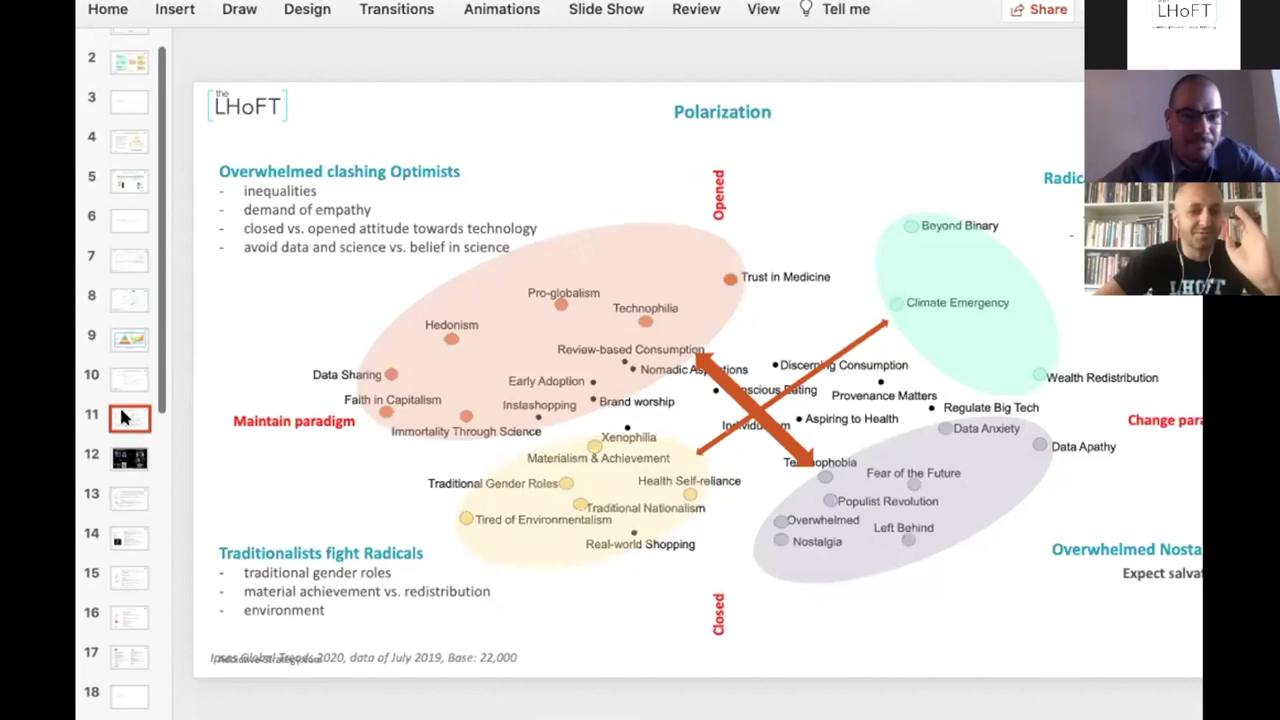 Home Insert Draw Design Transitions Animations Slide Show Review View Tell me Share
the
LHoFT
LHoFT
2
3
4
5
6
7
8
9
10
11
12
13
14
15
16
17
18
Polarization
Overwhelmed clashing Optimists
- inequalities
- demand of empathy
- closed vs. opened attitude towards technology
- avoid data and science vs. belief in science
Opened
Radica
-
LHOFT
Beyond Binary
Trust in Medicine
Pro-globalism
Climate Emergency
Technophilia
Hedonism
Review-based Consumption
Discerning Consumption
Nomadic Aspirations
Data Sharing
Early Adoption
Wealth Redistribution
Conscious Eating
Provenance Matters
Faith in Capitalism
Instashopping
Brand worship
Regulate Big Tech
Maintain paradigm
Aspiring to Health
Change para
Immortality Through Science
Individualism
Data Anxiety
Xenophilia
Data Apathy
Materialism & Achievement
Technophobia
Traditional Gender Roles
Health Self-reliance
Fear of the Future
Traditional Nationalism
Populist Revolution
Tired of Environmentalism
Overwhelmed
Left Behind
Real-world Shopping
Nostalgia
Traditionalists fight Radicals
- traditional gender roles
- material achievement vs. redistribution
- environment
Overwhelmed Nosta
Expect salvat
Closed
Ipsos Global Trends 2020, data of July 2019, Base: 22,000